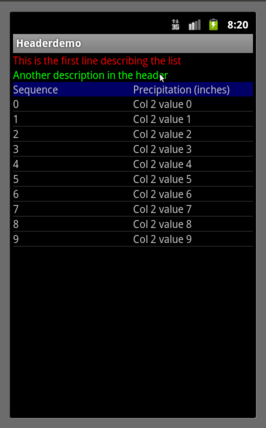 3G 8:20
Headerdemo
This is the first line describing the list
Another description in the header
Sequence Precipitation (inches)
0 Col 2 value 0
1 Col 2 value 1
2 Col 2 value 2
3 Col 2 value 3
4 Col 2 value 4
5 Col 2 value 5
6 Col 2 value 6
7 Col 2 value 7
8 Col 2 value 8
9 Col 2 value 9